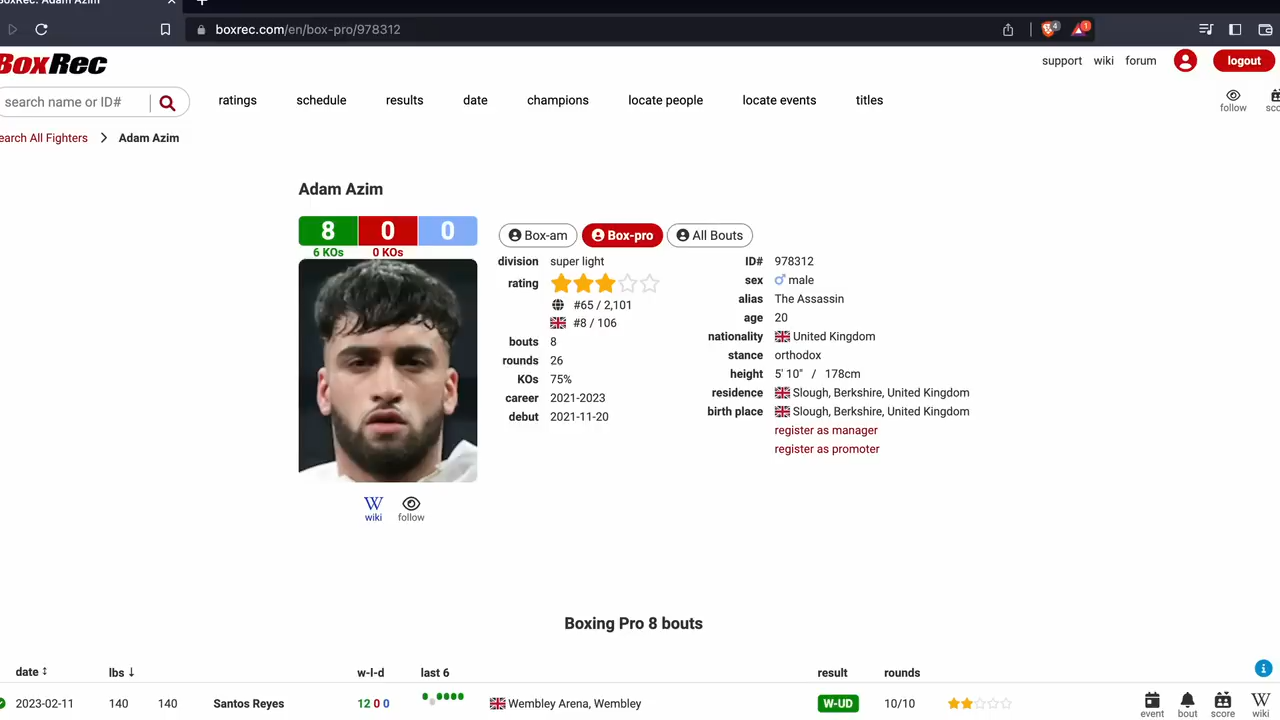 BoxRec: Adam Azim
boxrec.com/en/box-pro/978312
4
1
BoxRec
support wiki forum logout
search name or ID#
ratings schedule results date champions locate people locate events titles
follow
earch All Fighters > Adam Azim
Adam Azim
8 0 0
6 KOs 0 KOs
Box-am Box-pro All Bouts
division super light
rating
#65 / 2,101
#8 / 106
bouts 8
rounds 26
KOs 75%
career 2021-2023
debut 2021-11-20
ID# 978312
sex male
alias The Assassin
age 20
nationality United Kingdom
stance orthodox
height 5' 10" / 178cm
residence Slough, Berkshire, United Kingdom
birth place Slough, Berkshire, United Kingdom
register as manager
register as promoter
W
wiki follow
Boxing Pro 8 bouts
date lbs w-l-d last 6 result rounds
2023-02-11 140 140 Santos Reyes 12 0 0 Wembley Arena, Wembley W-UD 10/10
event bout score wiki